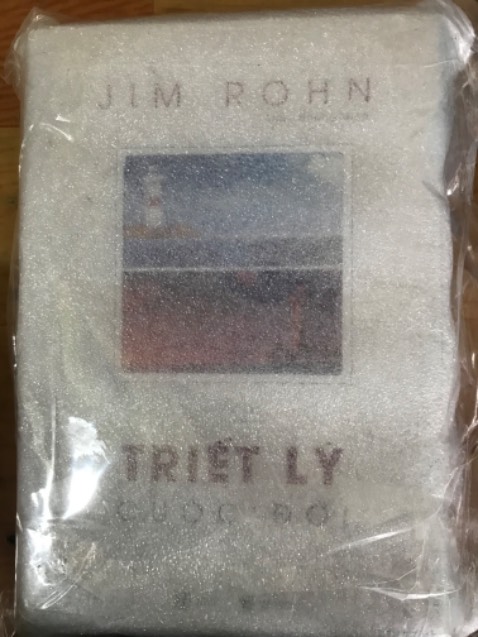 JIM ROHN
TRIẾT LÝ
CUỘC ĐỜI